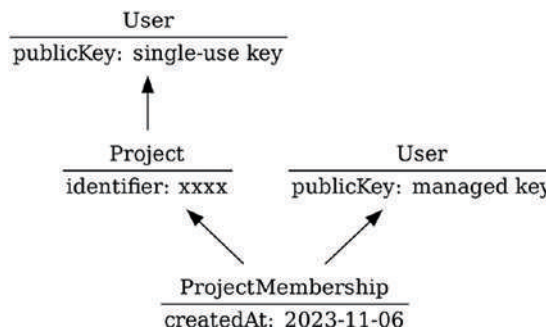 User
publicKey: single-use key
Project
identifier: xxxx
User
publicKey: managed key
ProjectMembership
createdAt: 2023-11-06